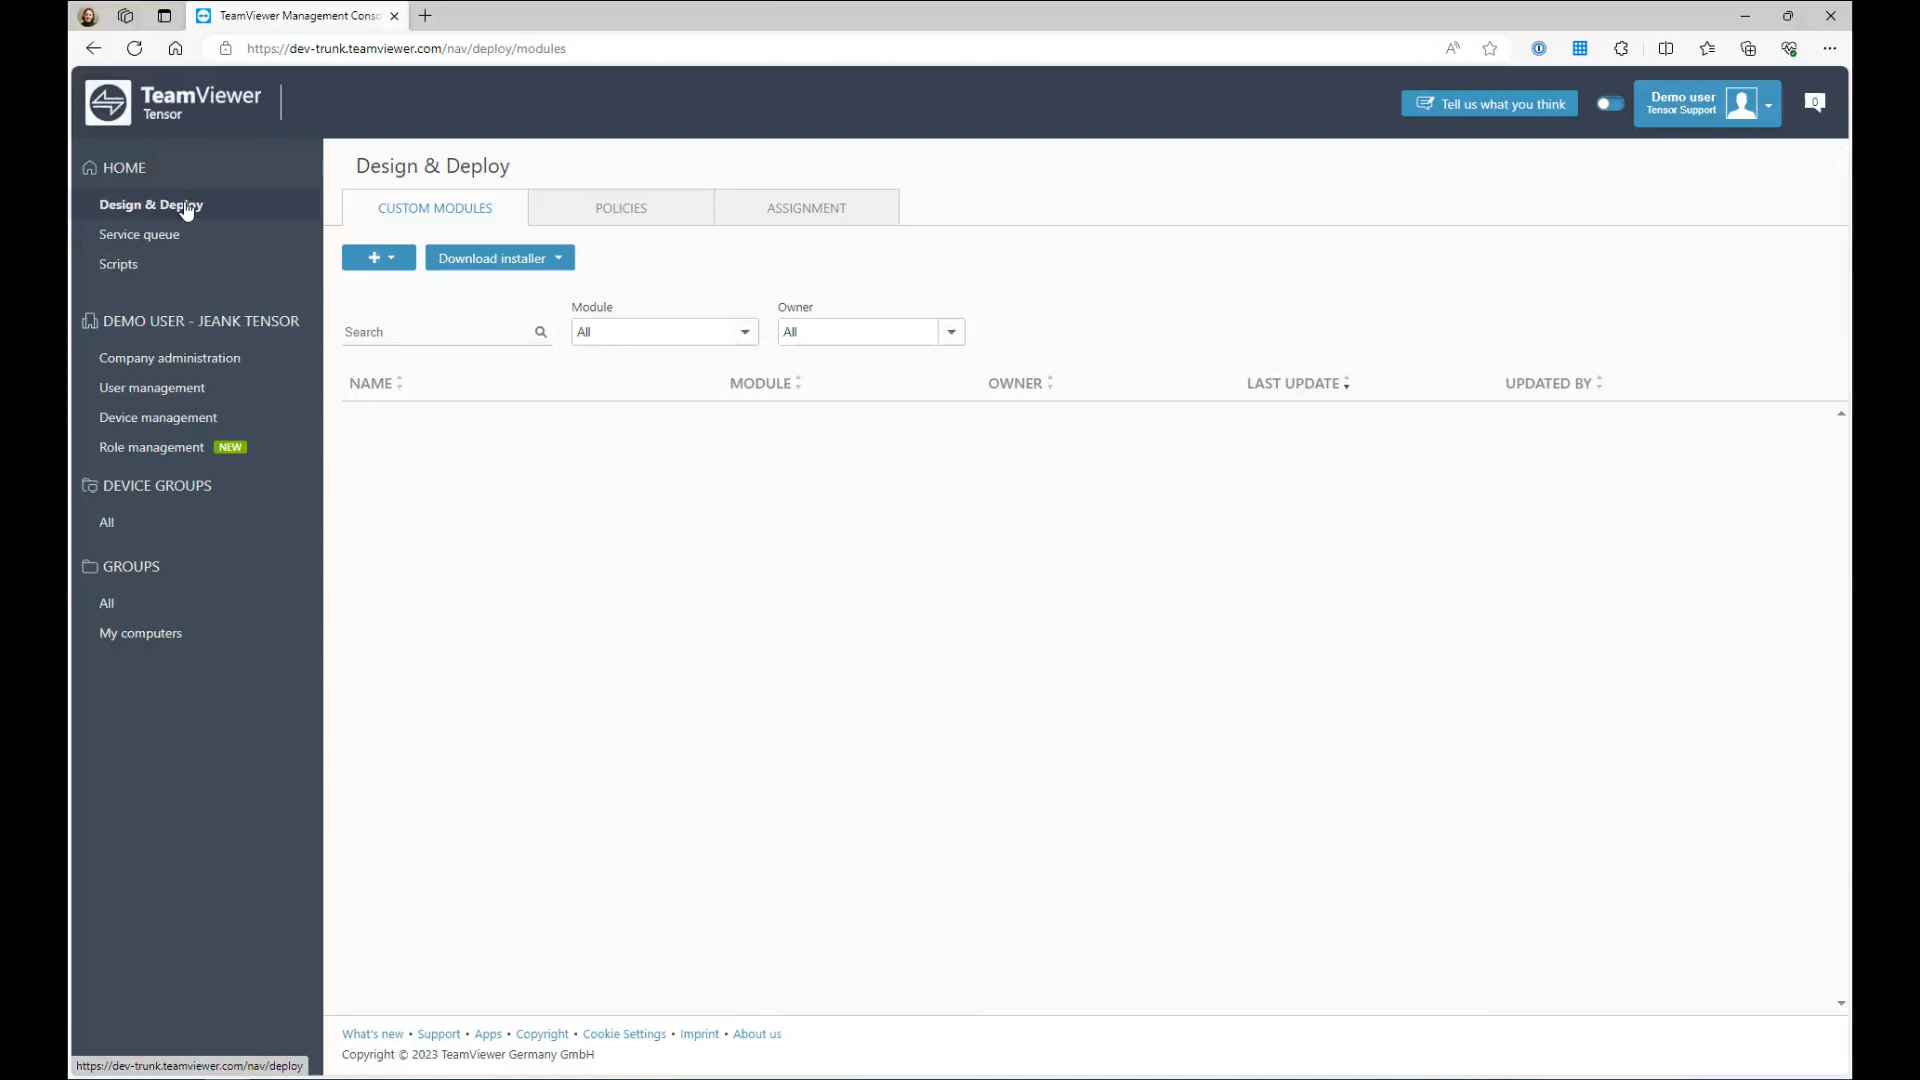 TeamViewer Management Conso
https://dev-trunk.teamviewer.com/nav/deploy/modules
TeamViewer
Tensor
Tell us what you think
Demo user
Tensor Support
0
HOME
Design & Deploy
Service queue
Scripts
DEMO USER - JEANK TENSOR
Company administration
User management
Device management
Role management NEW
DEVICE GROUPS
All
GROUPS
All
My computers
Design & Deploy
CUSTOM MODULES POLICIES ASSIGNMENT
+ Download installer
Module Owner
Search All All
NAME MODULE OWNER LAST UPDATE UPDATED BY
What's new • Support • Apps • Copyright • Cookie Settings • Imprint • About us
Copyright © 2023 TeamViewer Germany GmbH
https://dev-trunk.teamviewer.com/nav/deploy